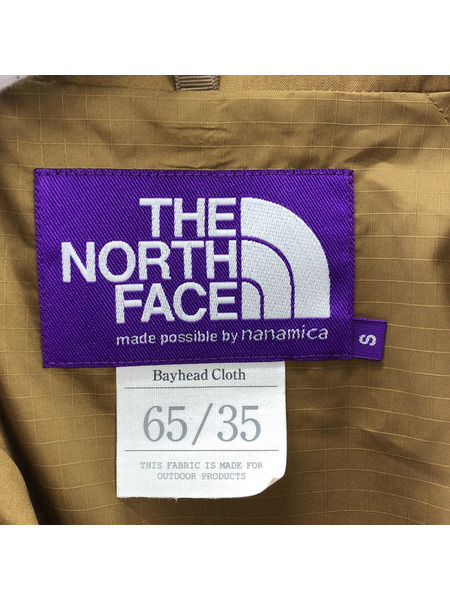 THE
NORTH
FACE
made possible by nanamica
S
Bayhead Cloth
65/35
THIS FABRIC IS MADE FOR
OUTDOOR PRODUCTS